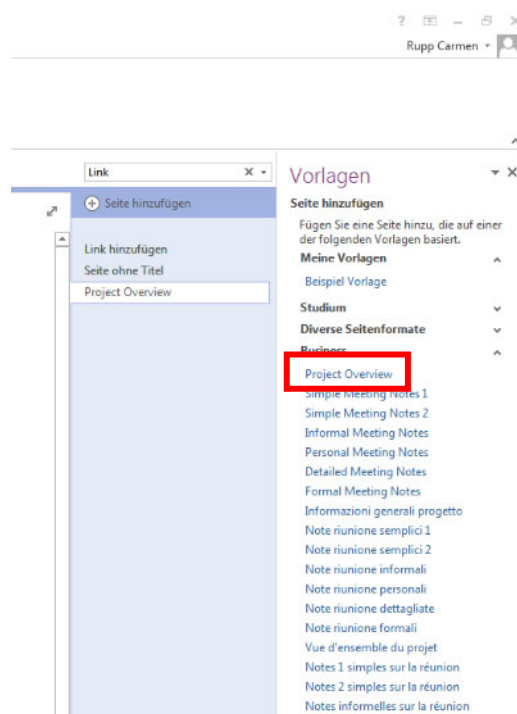 Rupp Carmen
Link
Seite hinzufügen
Link hinzufügen
Seite ohne Titel
Project Overview
Vorlagen
Seite hinzufügen
Fügen Sie eine Seite hinzu, die auf einer
der folgenden Vorlagen basiert.
Meine Vorlagen
Beispiel Vorlage
Studium
Diverse Seitenformate
Business
Project Overview
Simple Meeting Notes 1
Simple Meeting Notes 2
Informal Meeting Notes
Personal Meeting Notes
Detailed Meeting Notes
Formal Meeting Notes
Informazioni generali progetto
Note riunione semplici 1
Note riunione semplici 2
Note riunione informali
Note riunione personali
Note riunione dettagliate
Note riunione formali
Vue d'ensemble du projet
Notes 1 simples sur la réunion
Notes 2 simples sur la réunion
Notes informelles sur la réunion